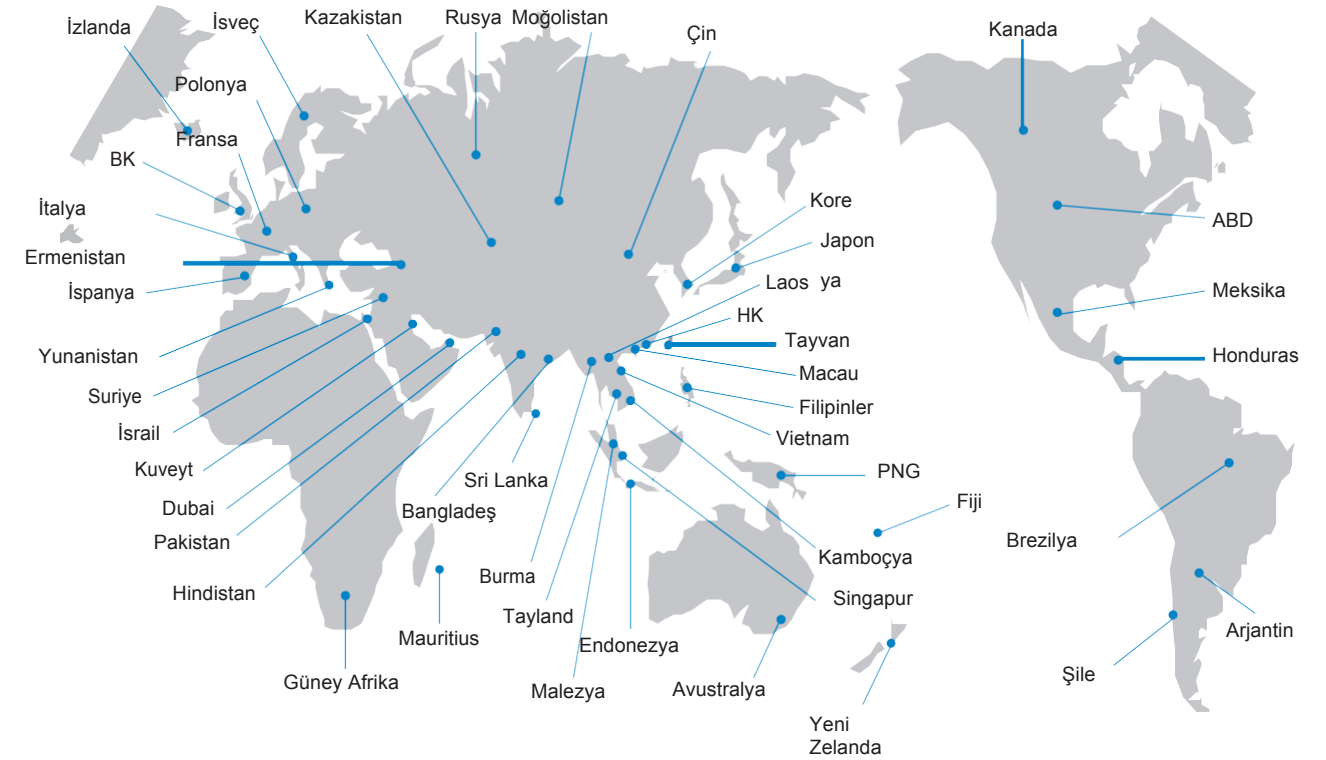 Kazakistan
Rusya
Moğolistan
İzlanda
İsveç
Çin
Kanada
Polonya
Fransa
BK
İtalya
Kore
ABD
Japon
Ermenistan
Laos ya
İspanya
Meksika
HK
Tayvan
Yunanistan
Honduras
Macau
Suriye
Filipinler
İsrail
Vietnam
Kuveyt
PNG
Sri Lanka
Dubai
Bangladeş
Fiji
Pakistan
Brezilya
Kamboçya
Burma
Hindistan
Singapur
Tayland
Mauritius
Endonezya
Arjantin
Güney Afrika
Malezya
Avustralya
Şile
Yeni
Zelanda